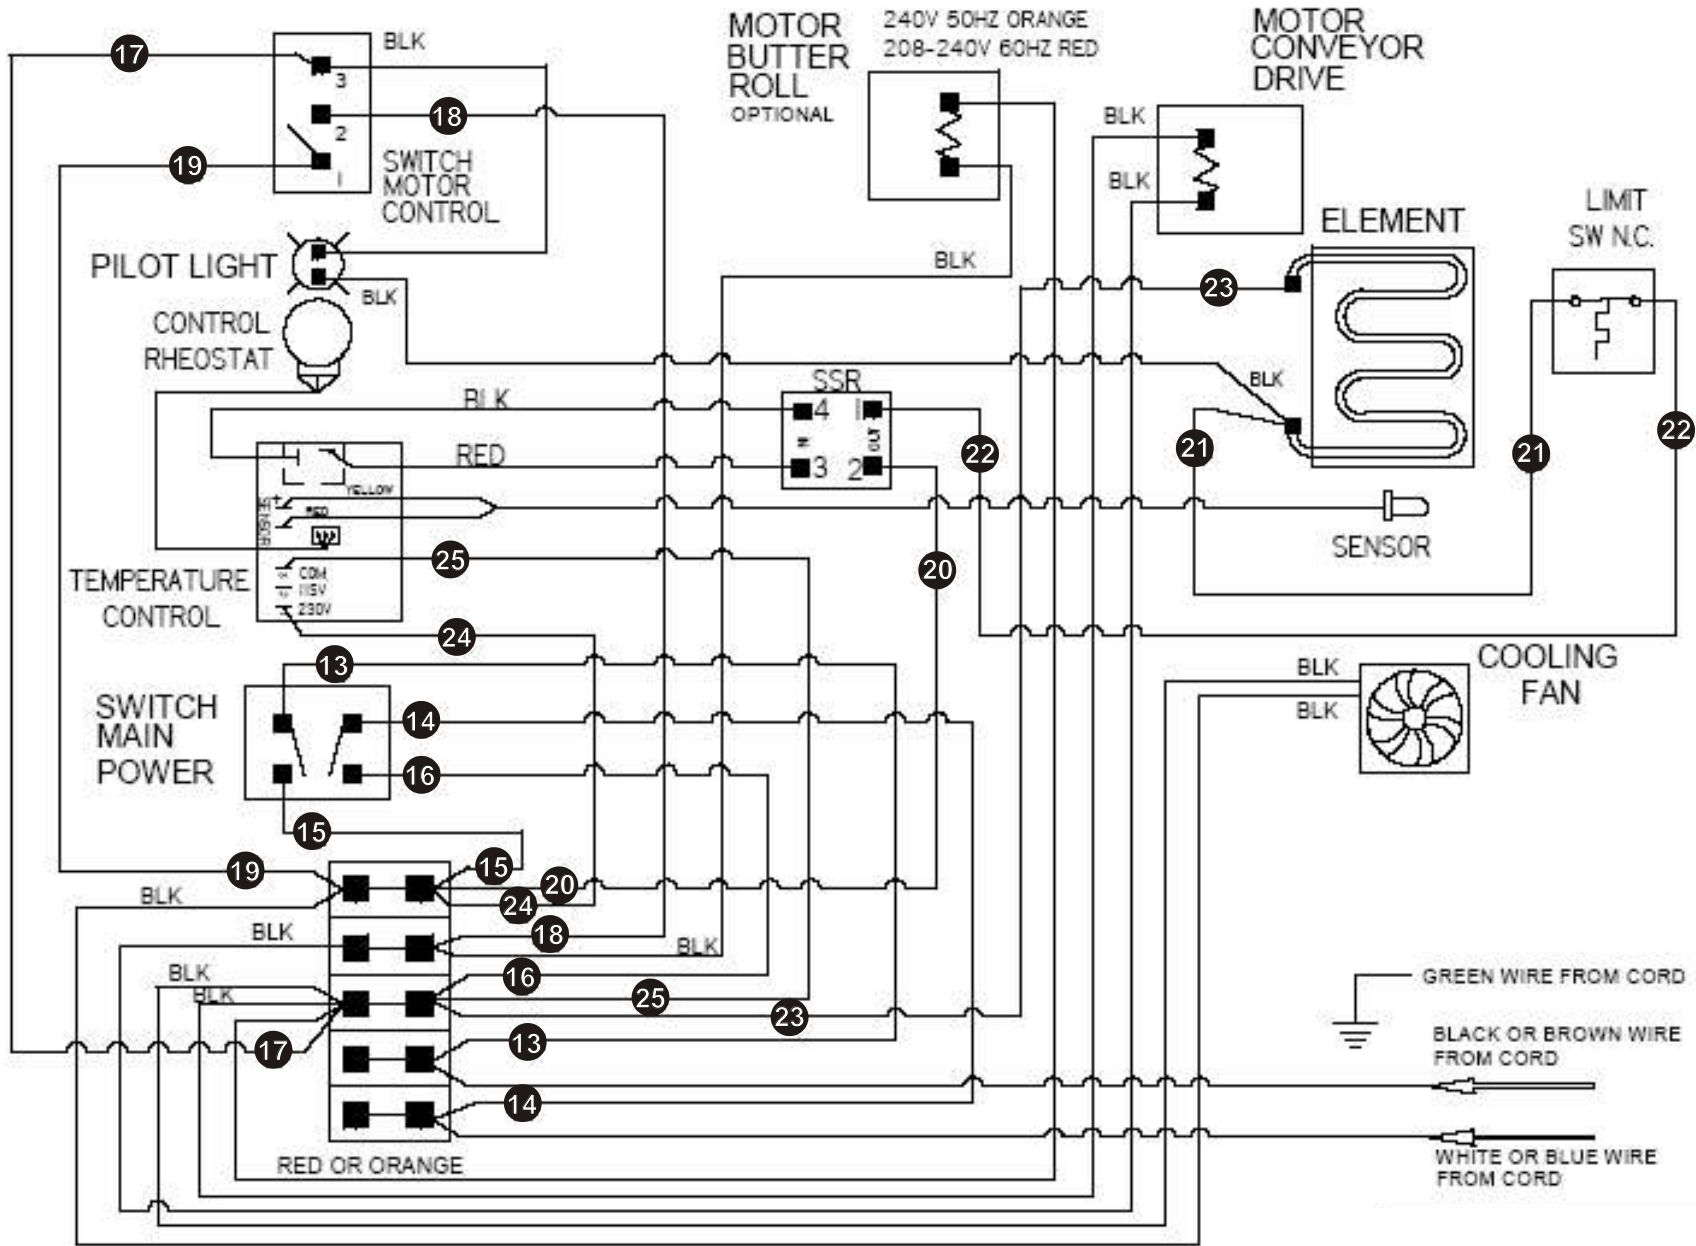 MOTOR
BUTTER
ROLL
OPTIONAL
240V 50HZ ORANGE
208-240V 60HZ RED
MOTOR
CONVEYOR
DRIVE
17
BLK
3
18
2
19
1
SWITCH
MOTOR
CONTROL
BLK
BLK
ELEMENT
LIMIT
SW N.C.
PILOT LIGHT
BLK
BLK
23
CONTROL
RHEOSTAT
BLK
SSR
BLK
4
1
IN
OUT
3
2
22
21
21
22
RED
YELLOW
SENSOR
+
-
RED
SENSOR
25
20
TEMPERATURE
CONTROL
COM
115V
230V
24
13
SWITCH
MAIN
POWER
14
16
BLK
BLK
COOLING
FAN
15
15
19
20
BLK
24
BLK
18
BLK
BLK
16
BLK
25
23
17
13
14
GREEN WIRE FROM CORD
BLACK OR BROWN WIRE
FROM CORD
WHITE OR BLUE WIRE
FROM CORD
RED OR ORANGE